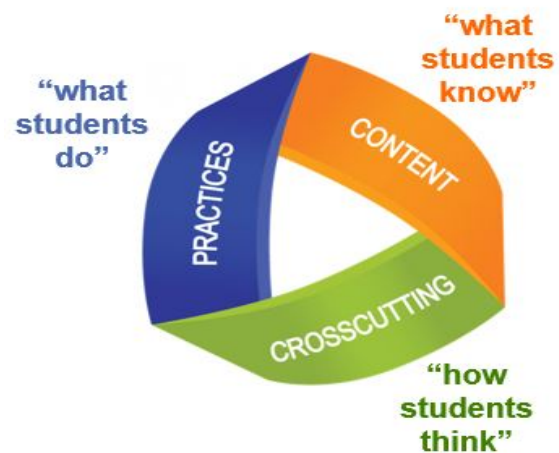 “what
students
know”
“what
students
do”
CONTENT
PRACTICES
CROSSCUTTING
“how
students
think”